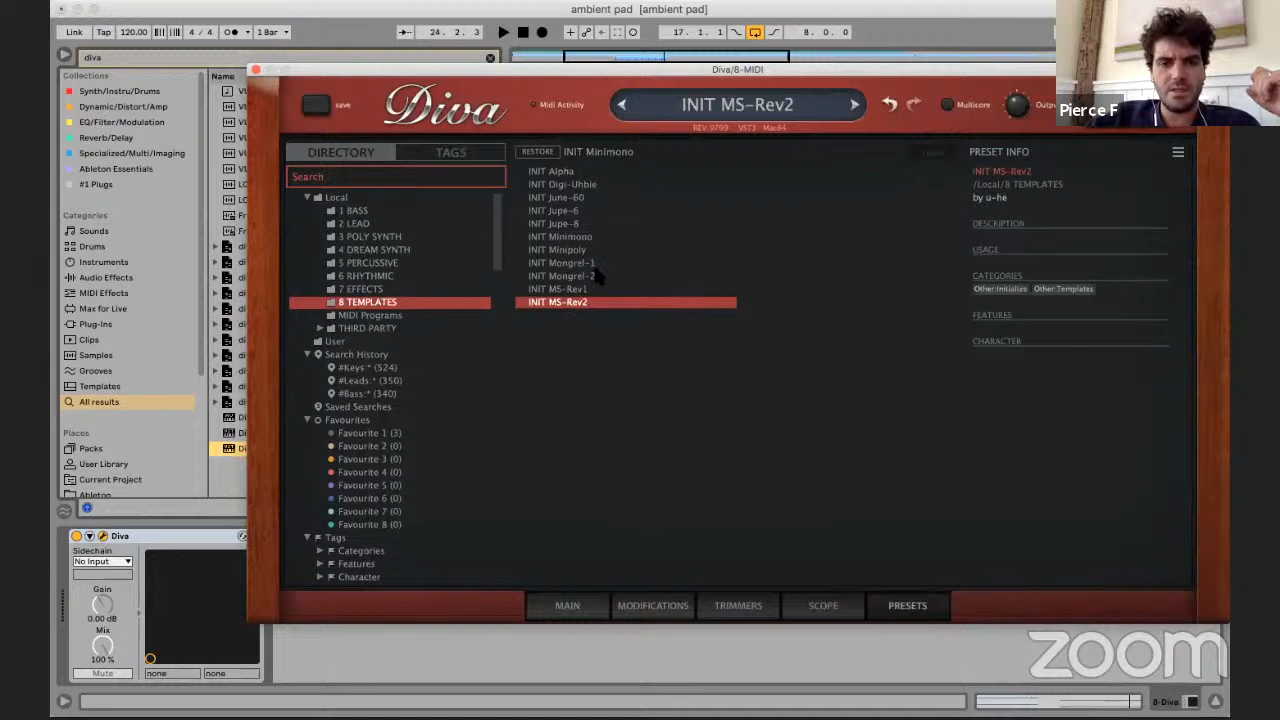 ambient pad [ambient pad]
Link Tap 120.00 4 / 4 1 Bar 24. 2. 3 17. 1. 1 8. 0. 0
diva
Collections
Synth/Instru/Drums
Dynamic/Distort/Amp
EQ/Filter/Modulation
Reverb/Delay
Specialized/Multi/Imaging
Ableton Essentials
#1 Plugs
Categories
Sounds
Drums
Instruments
Audio Effects
MIDI Effects
Max for Live
Plug-Ins
Clips
Samples
Grooves
Templates
All results
Places
Packs
User Library
Current Project
Ableton
Name
Diva/8-MIDI
save
Diva
Midi Activity
INIT MS-Rev2
Multicore
REV.9709 VST3 Mac64
Pierce F
DIRECTORY TAGS
Search
Local
1 BASS
2 LEAD
3 POLY SYNTH
4 DREAM SYNTH
5 PERCUSSIVE
6 RHYTHMIC
7 EFFECTS
8 TEMPLATES
MIDI Programs
THIRD PARTY
User
Search History
#Keys:* (524)
#Leads:* (350)
#Bass:* (340)
Saved Searches
Favourites
Favourite 1 (3)
Favourite 2 (0)
Favourite 3 (0)
Favourite 4 (0)
Favourite 5 (0)
Favourite 6 (0)
Favourite 7 (0)
Favourite 8 (0)
Tags
Categories
Features
Character
RESTORE INIT Minimono
INIT Alpha
INIT Digi-Uhbie
INIT June-60
INIT Jupe-6
INIT Jupe-8
INIT Minimono
INIT Minipoly
INIT Mongrel-1
INIT Mongrel-2
INIT MS-Rev1
INIT MS-Rev2
PRESET INFO
INIT MS-Rev2
/Local/8 TEMPLATES
by u-he
DESCRIPTION
USAGE
CATEGORIES
Other:Initialize Other:Templates
FEATURES
CHARACTER
MAIN MODIFICATIONS TRIMMERS SCOPE PRESETS
Diva
Sidechain
No Input
Gain
0.00 dB
Mix
100 %
Mute
none none
zoom
8-Diva